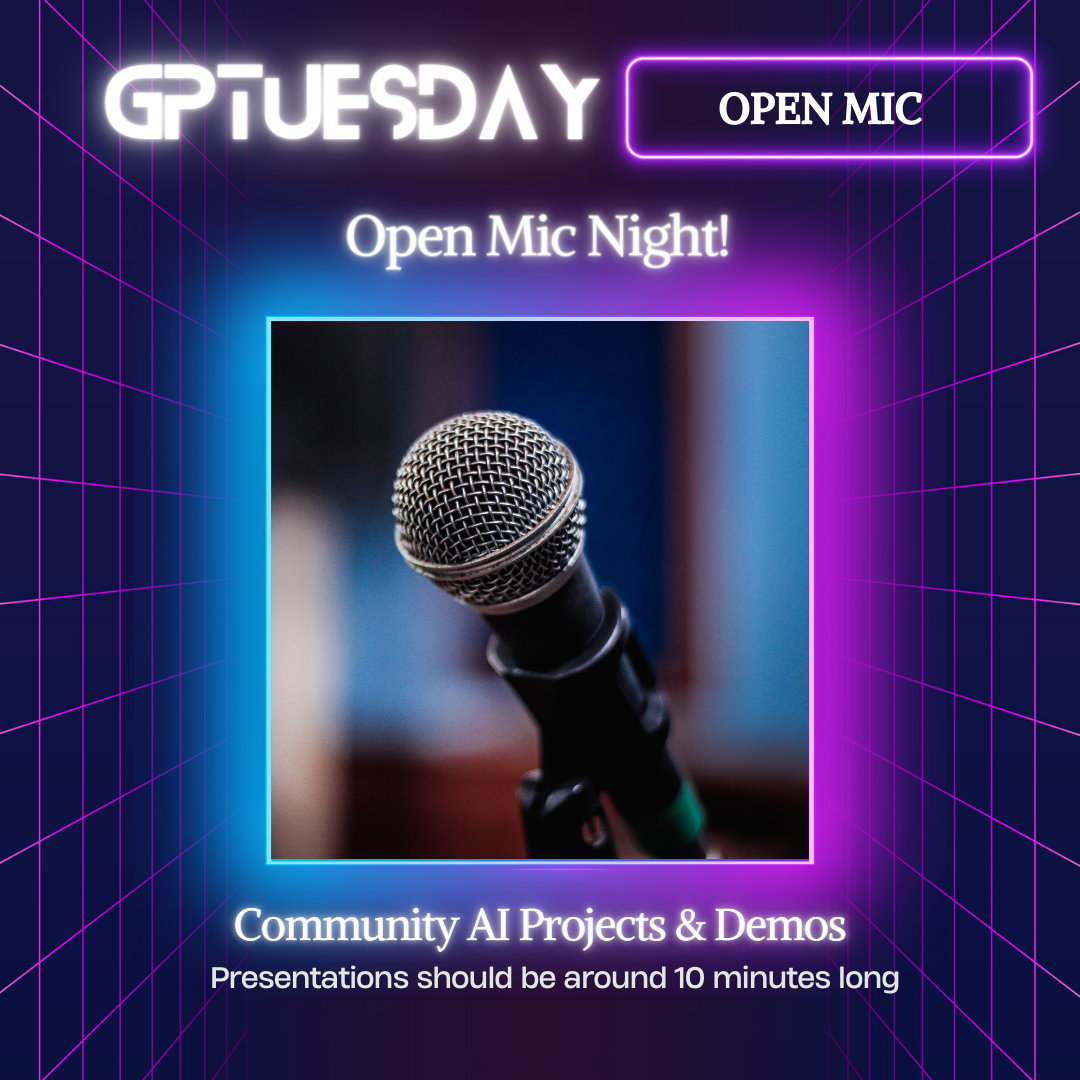 GPTUESDAY
OPEN MIC
Open Mic Night!
Community AI Projects & Demos
Presentations should be around 10 minutes long